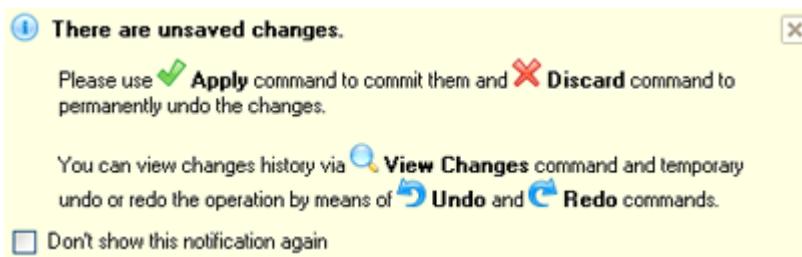 There are unsaved changes.
Please use Apply command to commit them and Discard command to
permanently undo the changes.
You can view changes history via View Changes command and temporary
undo or redo the operation by means of Undo and Redo commands.
Don't show this notification again